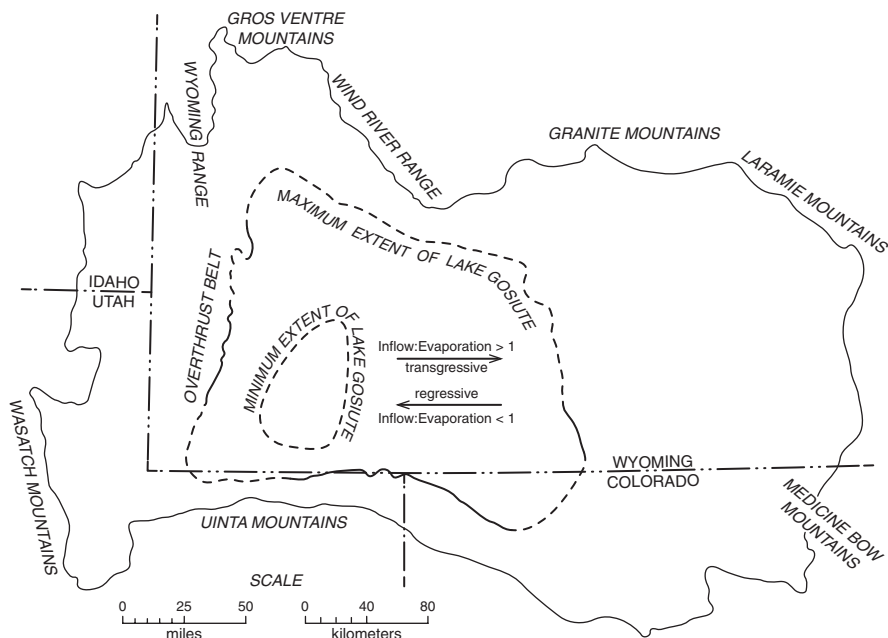 GROS VENTRE
MOUNTAINS
WYOMING RANGE
WIND RIVER RANGE
GRANITE MOUNTAINS
LARAMIE MOUNTAINS
MAXIMUM EXTENT OF LAKE GOSIUTE
IDAHO
UTAH
OVERTHRUST BELT
MINIMUM EXTENT OF LAKE GOSIUTE
Inflow:Evaporation > 1
transgressive
regressive
Inflow:Evaporation < 1
WASATCH MOUNTAINS
WYOMING
COLORADO
MEDICINE BOW
MOUNTAINS
UINTA MOUNTAINS
SCALE
0 25 50
miles
0 40 80
kilometers